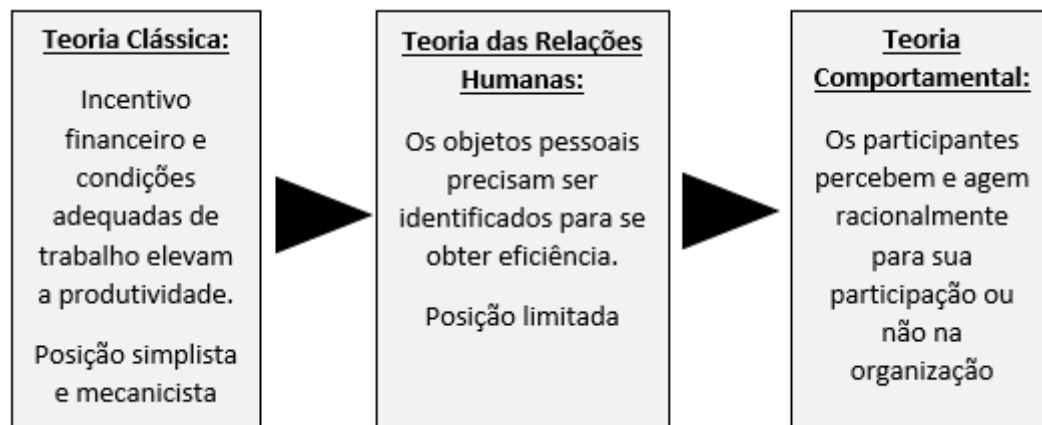 Teoria Clássica:
Incentivo
financeiro e
condições
adequadas de
trabalho elevam
a produtividade.
Posição simplista
e mecanicista
Teoria das Relações
Humanas:
Os objetos pessoais
precisam ser
identificados para se
obter eficiência.
Posição limitada
Teoria
Comportamental:
Os participantes
percebem e agem
racionalmente
para sua
participação ou
não na
organização